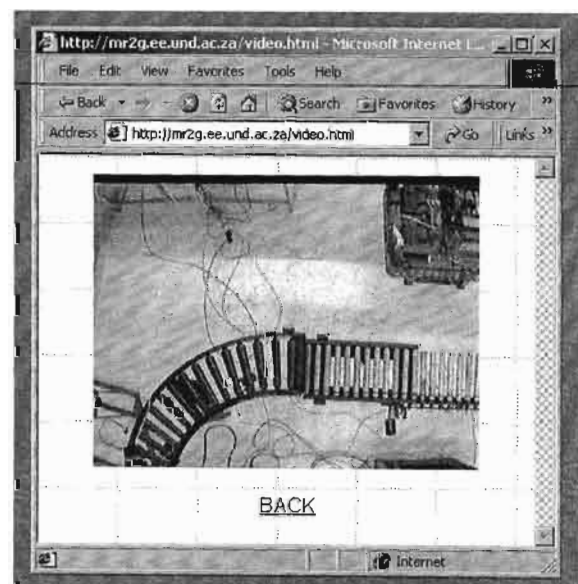 http://mr2g.ee.und.ac.za/video.html - Microsoft Internet I...
File Edit View Favorites Tools Help
Back Search Favorites History »
Address http://mr2g.ee.und.ac.za/video.html Go Links »
BACK
Internet